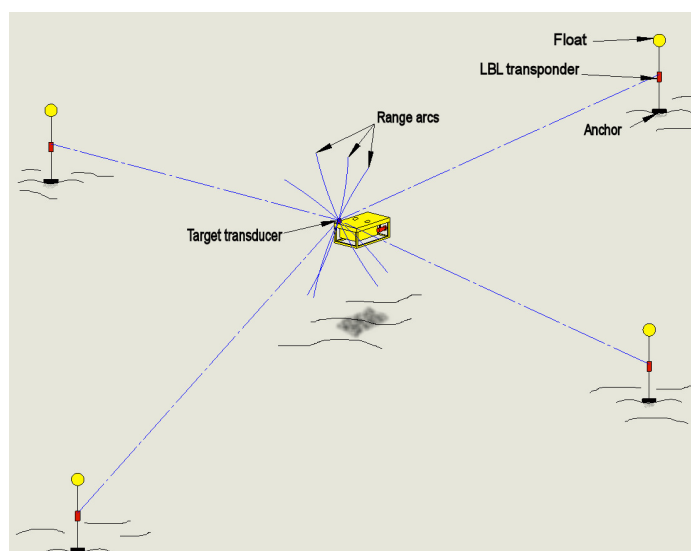 Float
LBL transponder
Anchor
Range arcs
Target transducer